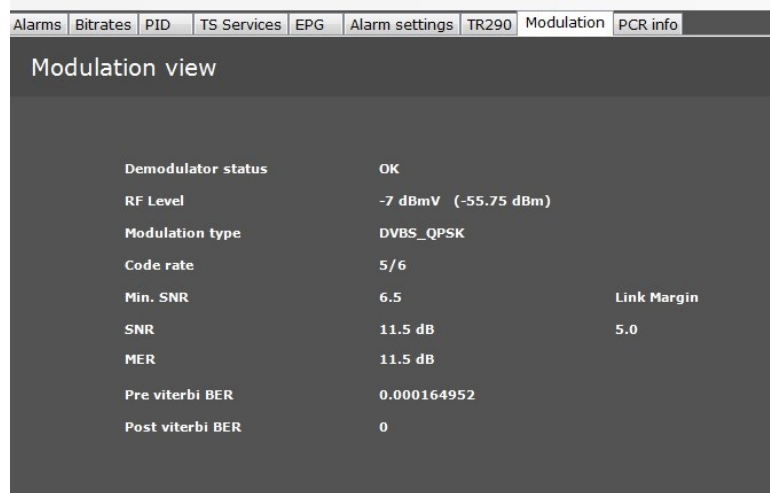 Alarms Bitrates PID TS Services EPG Alarm settings TR290 Modulation PCR info
Modulation view
Demodulator status OK
RF Level -7 dBmV (-55.75 dBm)
Modulation type DVBS_QPSK
Code rate 5/6
Min. SNR 6.5 Link Margin
SNR 11.5 dB 5.0
MER 11.5 dB
Pre viterbi BER 0.000164952
Post viterbi BER 0